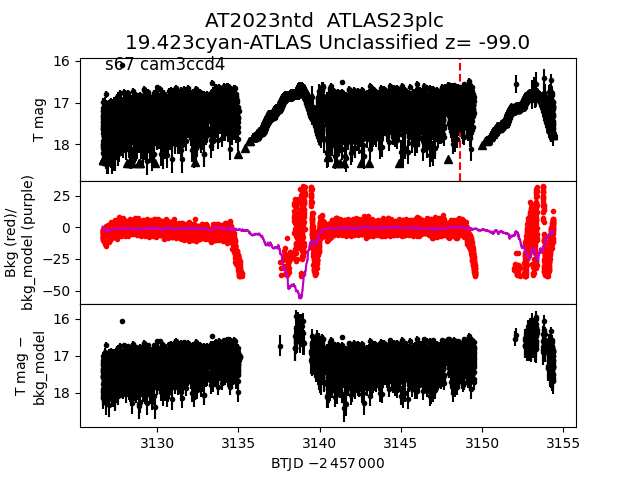 AT2023ntd  ATLAS23plc
19.423cyan-ATLAS Unclassified z= -99.0
s67 cam3ccd4
T mag
16
17
18
Bkg (red)/
bkg_model (purple)
25
0
−25
−50
T mag −
bkg_model
16
17
18
3130 3135 3140 3145 3150 3155
BTJD −2 457 000